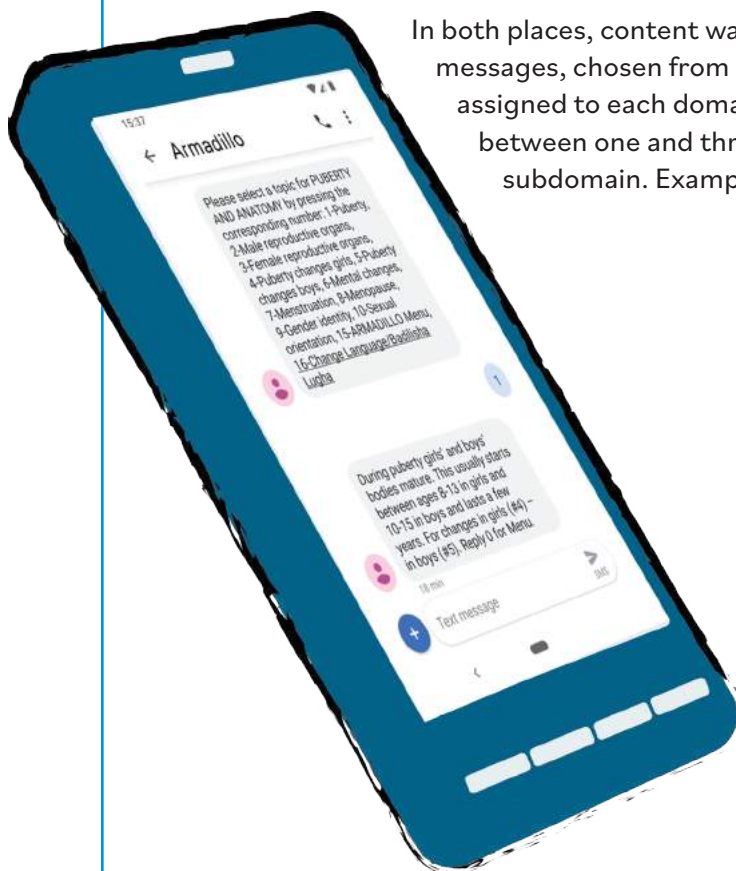 In both places, content wa
messages, chosen from
assigned to each doma
between one and thr
subdomain. Examp
15:37
Armadillo
Please select a topic for PUBERTY
AND ANATOMY by pressing the
corresponding number. 1-Puberty,
2-Male reproductive organs,
3-Female reproductive organs,
4-Puberty changes girls, 5-Puberty
changes boys, 6-Mental changes,
7-Menstruation, 8-Menopause,
9-Gender identity, 10-Sexual
orientation, 15-ARMADILLO Menu,
16-Change Language/Badilisha
Lugha
1
During puberty girls' and boys'
bodies mature. This usually starts
between ages 8-13 in girls and
10-15 in boys and lasts a few
years. For changes in girls (#4) –
in boys (#5). Reply 0 for Menu.
18 min
Text message
SMS